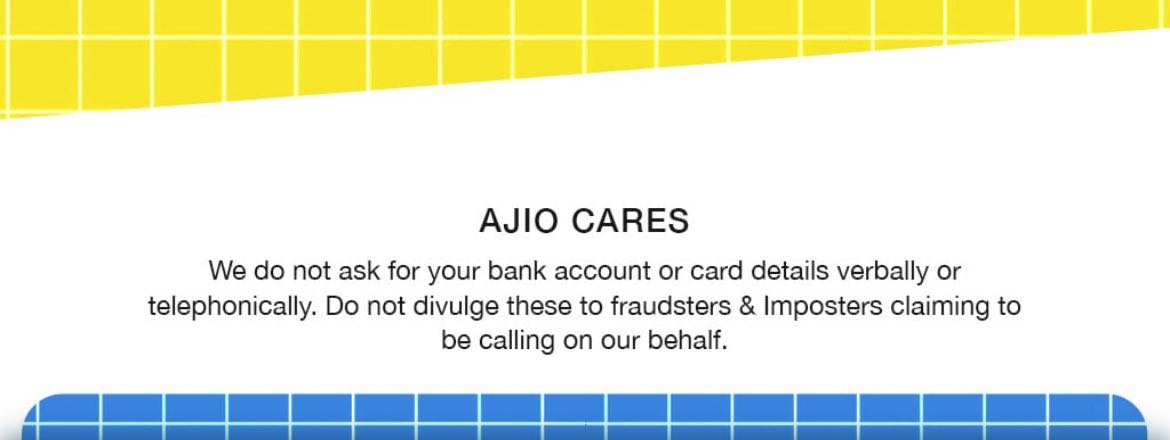 AJIO CARES
We do not ask for your bank account or card details verbally or
telephonically. Do not divulge these to fraudsters & Imposters claiming to
be calling on our behalf.